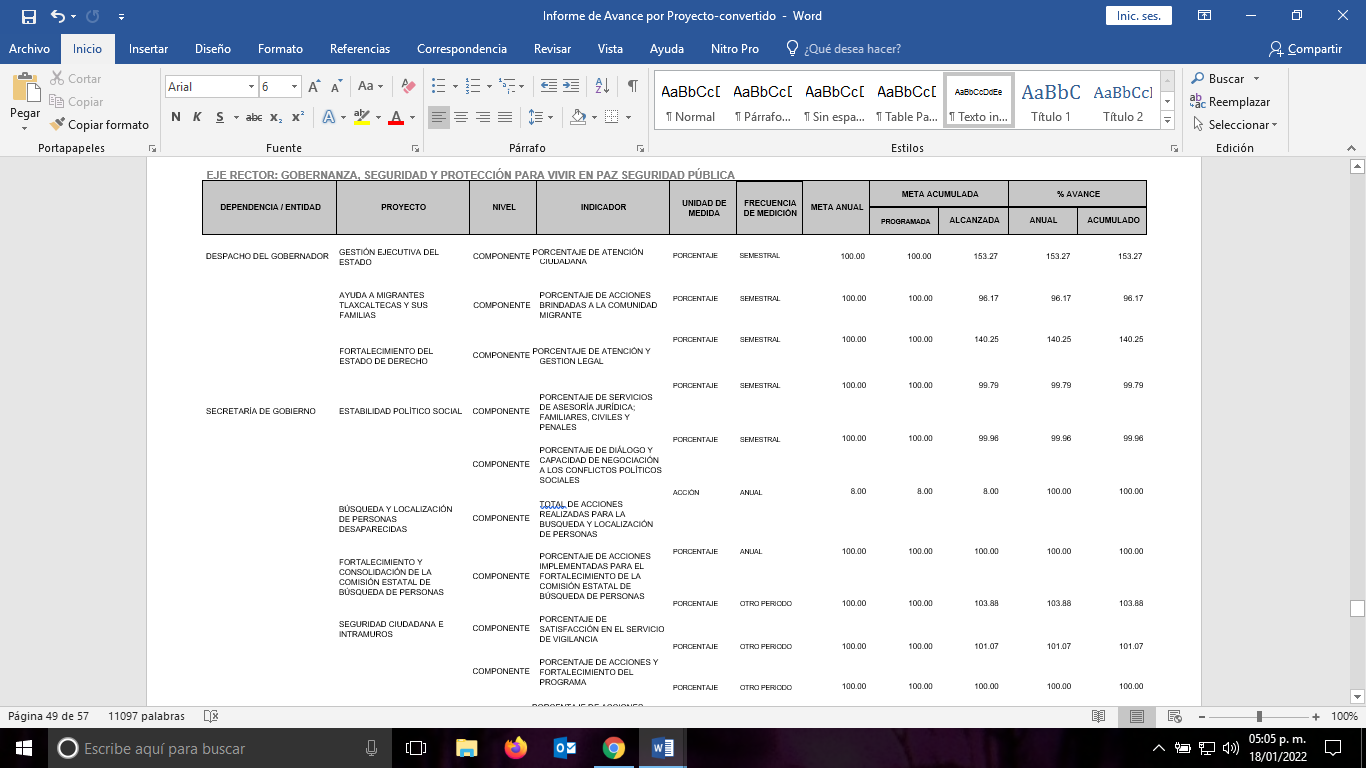 Informe de Avance por Proyecto-convertido - Word
Inic. ses.
Archivo Inicio Insertar Diseño Formato Referencias Correspondencia Revisar Vista Ayuda Nitro Pro ¿Qué desea hacer? Compartir
Pegar
Cortar
Copiar
Copiar formato
Portapapeles
Arial 6
N K S abc x₂ x²
Fuente
Párrafo
AaBbCcD AaBbCcD AaBbCcD AaBbCcD AaBbCcDdEe AaBbC AaBbCcI
¶ Normal ¶ Párrafo... ¶ Sin espa... ¶ Table Pa... ¶ Texto in... Título 1 Título 2
Estilos
Buscar
Reemplazar
Seleccionar
Edición
EJE RECTOR: GOBERNANZA, SEGURIDAD Y PROTECCIÓN PARA VIVIR EN PAZ SEGURIDAD PÚBLICA
DEPENDENCIA / ENTIDAD PROYECTO NIVEL INDICADOR UNIDAD DE MEDIDA FRECUENCIA DE MEDICIÓN META ANUAL META ACUMULADA % AVANCE
PROGRAMADA ALCANZADA ANUAL ACUMULADO
DESPACHO DEL GOBERNADOR
GESTIÓN EJECUTIVA DEL
ESTADO
COMPONENTE
PORCENTAJE DE ATENCIÓN
CIUDADANA
PORCENTAJE SEMESTRAL 100.00 100.00 153.27 153.27 153.27
AYUDA A MIGRANTES
TLAXCALTECAS Y SUS
FAMILIAS
COMPONENTE
PORCENTAJE DE ACCIONES
BRINDADAS A LA COMUNIDAD
MIGRANTE
PORCENTAJE SEMESTRAL 100.00 100.00 96.17 96.17 96.17
FORTALECIMIENTO DEL
ESTADO DE DERECHO
COMPONENTE
PORCENTAJE DE ATENCIÓN Y
GESTION LEGAL
PORCENTAJE SEMESTRAL 100.00 100.00 140.25 140.25 140.25
SECRETARÍA DE GOBIERNO
ESTABILIDAD POLÍTICO SOCIAL
COMPONENTE
PORCENTAJE DE SERVICIOS
DE ASESORÍA JURÍDICA;
FAMILIARES, CIVILES Y
PENALES
PORCENTAJE SEMESTRAL 100.00 100.00 99.79 99.79 99.79
COMPONENTE
PORCENTAJE DE DIÁLOGO Y
CAPACIDAD DE NEGOCIACIÓN
A LOS CONFLICTOS POLÍTICOS
SOCIALES
PORCENTAJE SEMESTRAL 100.00 100.00 99.96 99.96 99.96
BÚSQUEDA Y LOCALIZACIÓN
DE PERSONAS
DESAPARECIDAS
COMPONENTE
TOTAL DE ACCIONES
REALIZADAS PARA LA
BUSQUEDA Y LOCALIZACIÓN
DE PERSONAS
ACCIÓN ANUAL 8.00 8.00 8.00 100.00 100.00
FORTALECIMIENTO Y
CONSOLIDACIÓN DE LA
COMISIÓN ESTATAL DE
BÚSQUEDA DE PERSONAS
COMPONENTE
PORCENTAJE DE ACCIONES
IMPLEMENTADAS PARA EL
FORTALECIMIENTO DE LA
COMISIÓN ESTATAL DE
BÚSQUEDA DE PERSONAS
PORCENTAJE ANUAL 100.00 100.00 100.00 100.00 100.00
SEGURIDAD CIUDADANA E
INTRAMUROS
COMPONENTE
PORCENTAJE DE
SATISFACCIÓN EN EL SERVICIO
DE VIGILANCIA
PORCENTAJE OTRO PERIODO 100.00 100.00 103.88 103.88 103.88
COMPONENTE
PORCENTAJE DE ACCIONES Y
FORTALECIMIENTO DEL
PROGRAMA
PORCENTAJE OTRO PERIODO 100.00 100.00 101.07 101.07 101.07
PORCENTAJE DE ACCIONES
PORCENTAJE OTRO PERIODO 100.00 100.00 100.00 100.00 100.00
Página 49 de 57 11097 palabras 100%
Escribe aquí para buscar
05:05 p. m.
18/01/2022